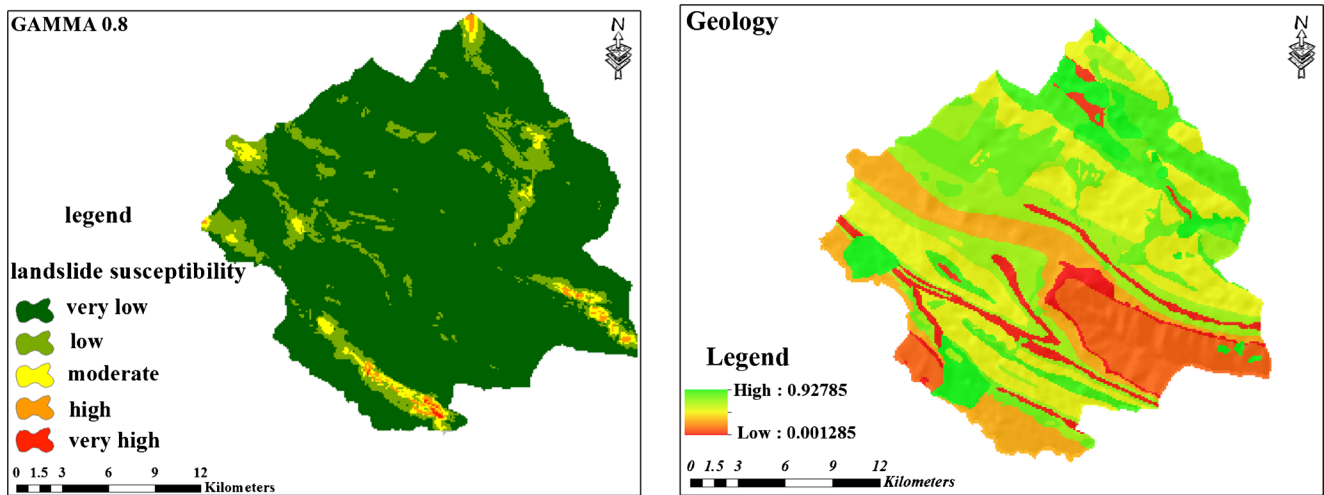 GAMMA 0.8
N
legend
landslide susceptibility
very low
low
moderate
high
very high
0 1.5 3 6 9 12
Kilometers
Geology
N
Legend
High : 0.92785
Low : 0.001285
0 1.5 3 6 9 12
Kilometers